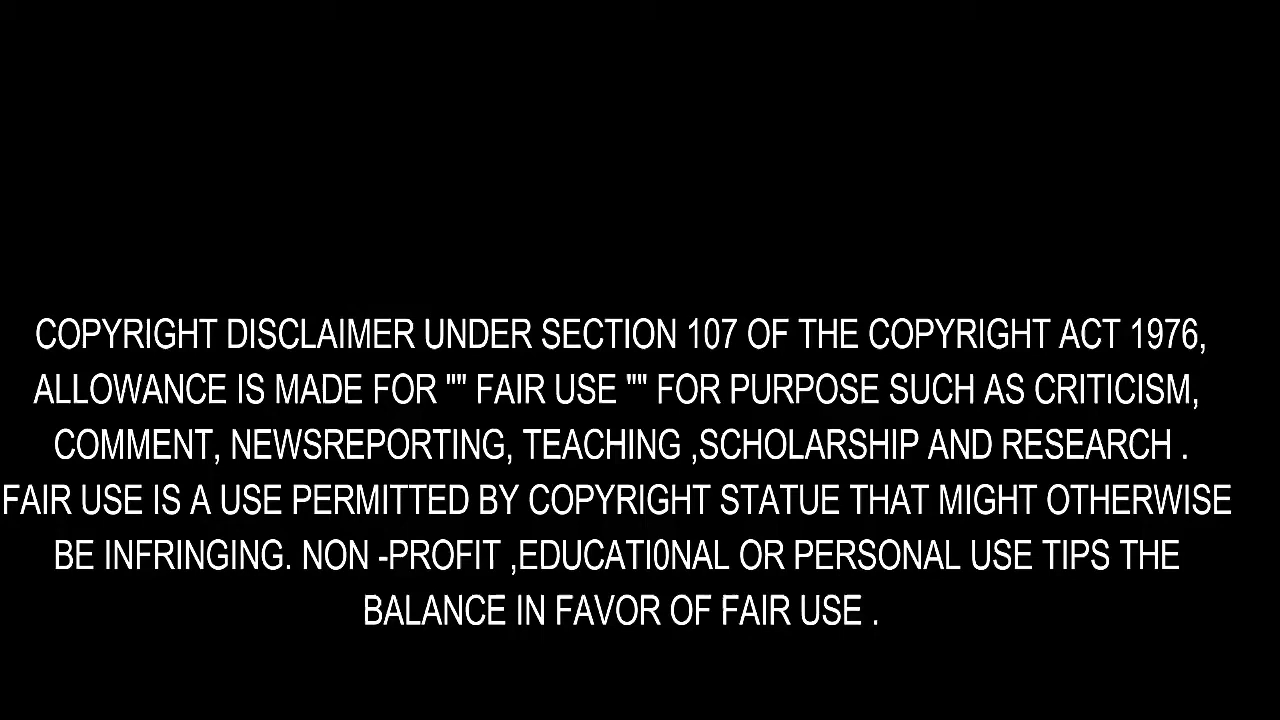 COPYRIGHT DISCLAIMER UNDER SECTION 107 OF THE COPYRIGHT ACT 1976,
ALLOWANCE IS MADE FOR "" FAIR USE "" FOR PURPOSE SUCH AS CRITICISM,
COMMENT, NEWSREPORTING, TEACHING ,SCHOLARSHIP AND RESEARCH .
FAIR USE IS A USE PERMITTED BY COPYRIGHT STATUE THAT MIGHT OTHERWISE
BE INFRINGING. NON -PROFIT ,EDUCATI0NAL OR PERSONAL USE TIPS THE
BALANCE IN FAVOR OF FAIR USE .